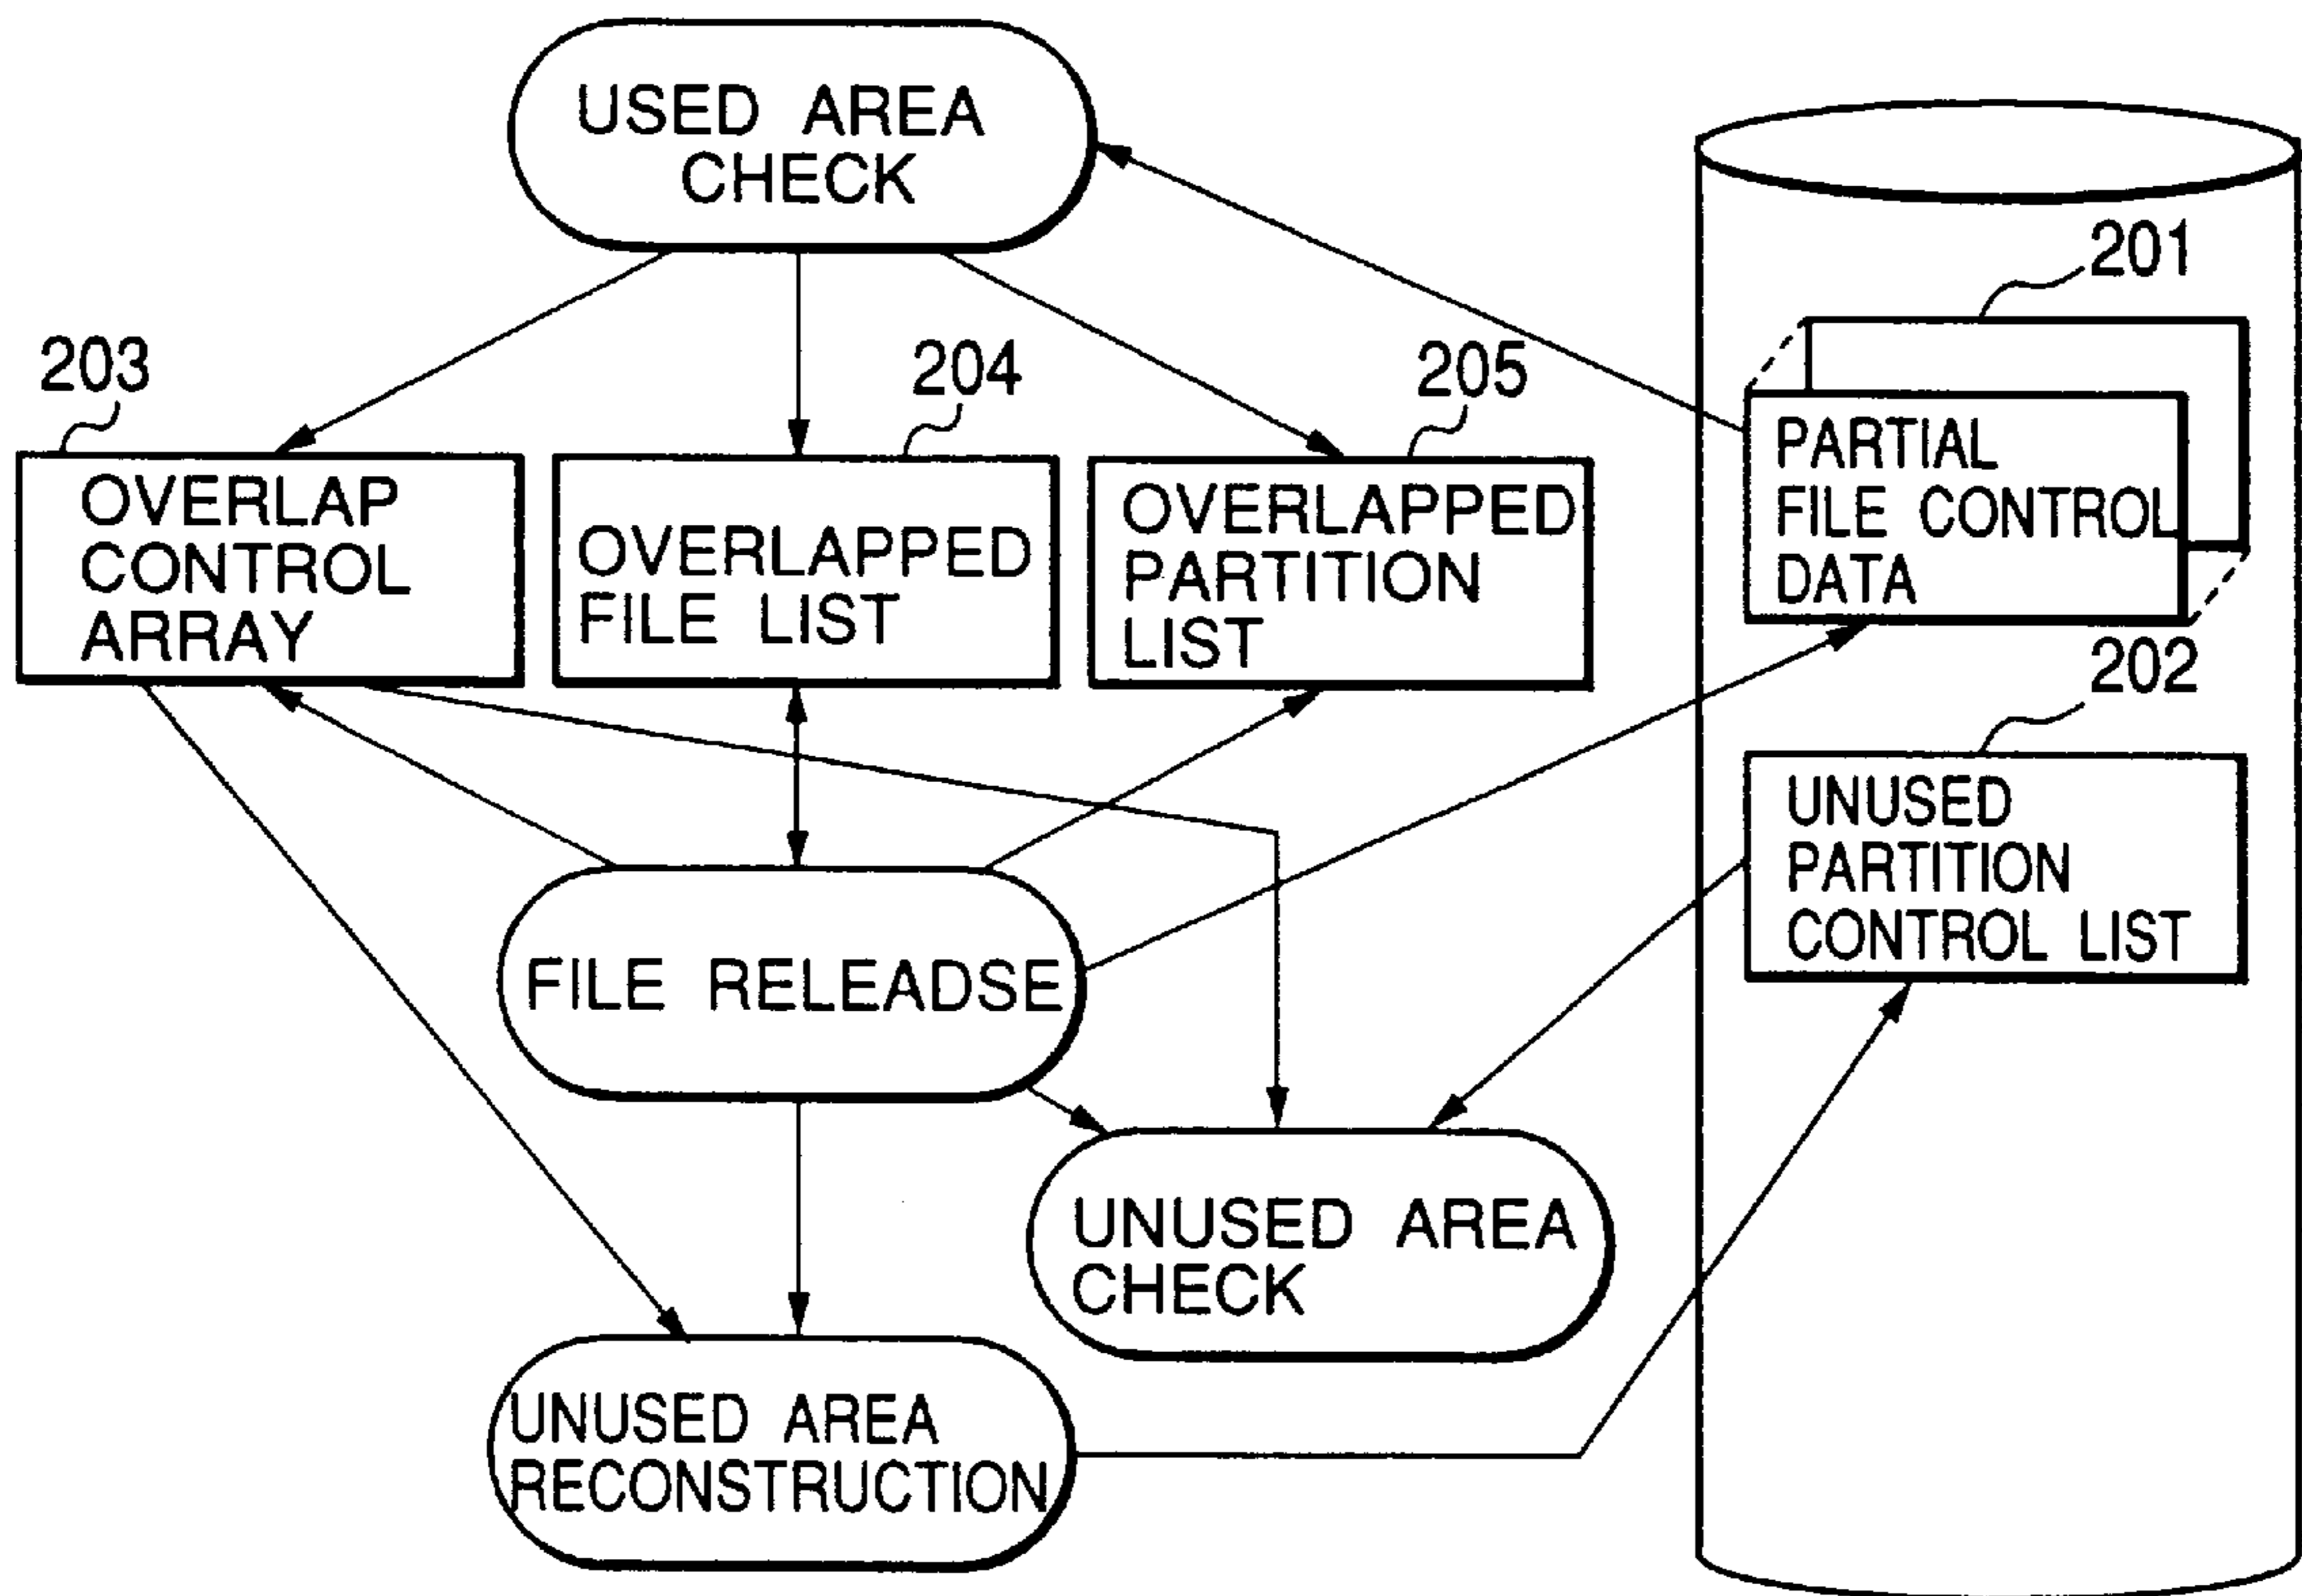 USED AREA
CHECK
201
203
204
205
OVERLAP
CONTROL
ARRAY
OVERLAPPED
FILE LIST
OVERLAPPED
PARTITION
LIST
PARTIAL
FILE CONTROL
DATA
202
UNUSED
PARTITION
CONTROL LIST
FILE RELEADSE
UNUSED AREA
CHECK
UNUSED AREA
RECONSTRUCTION